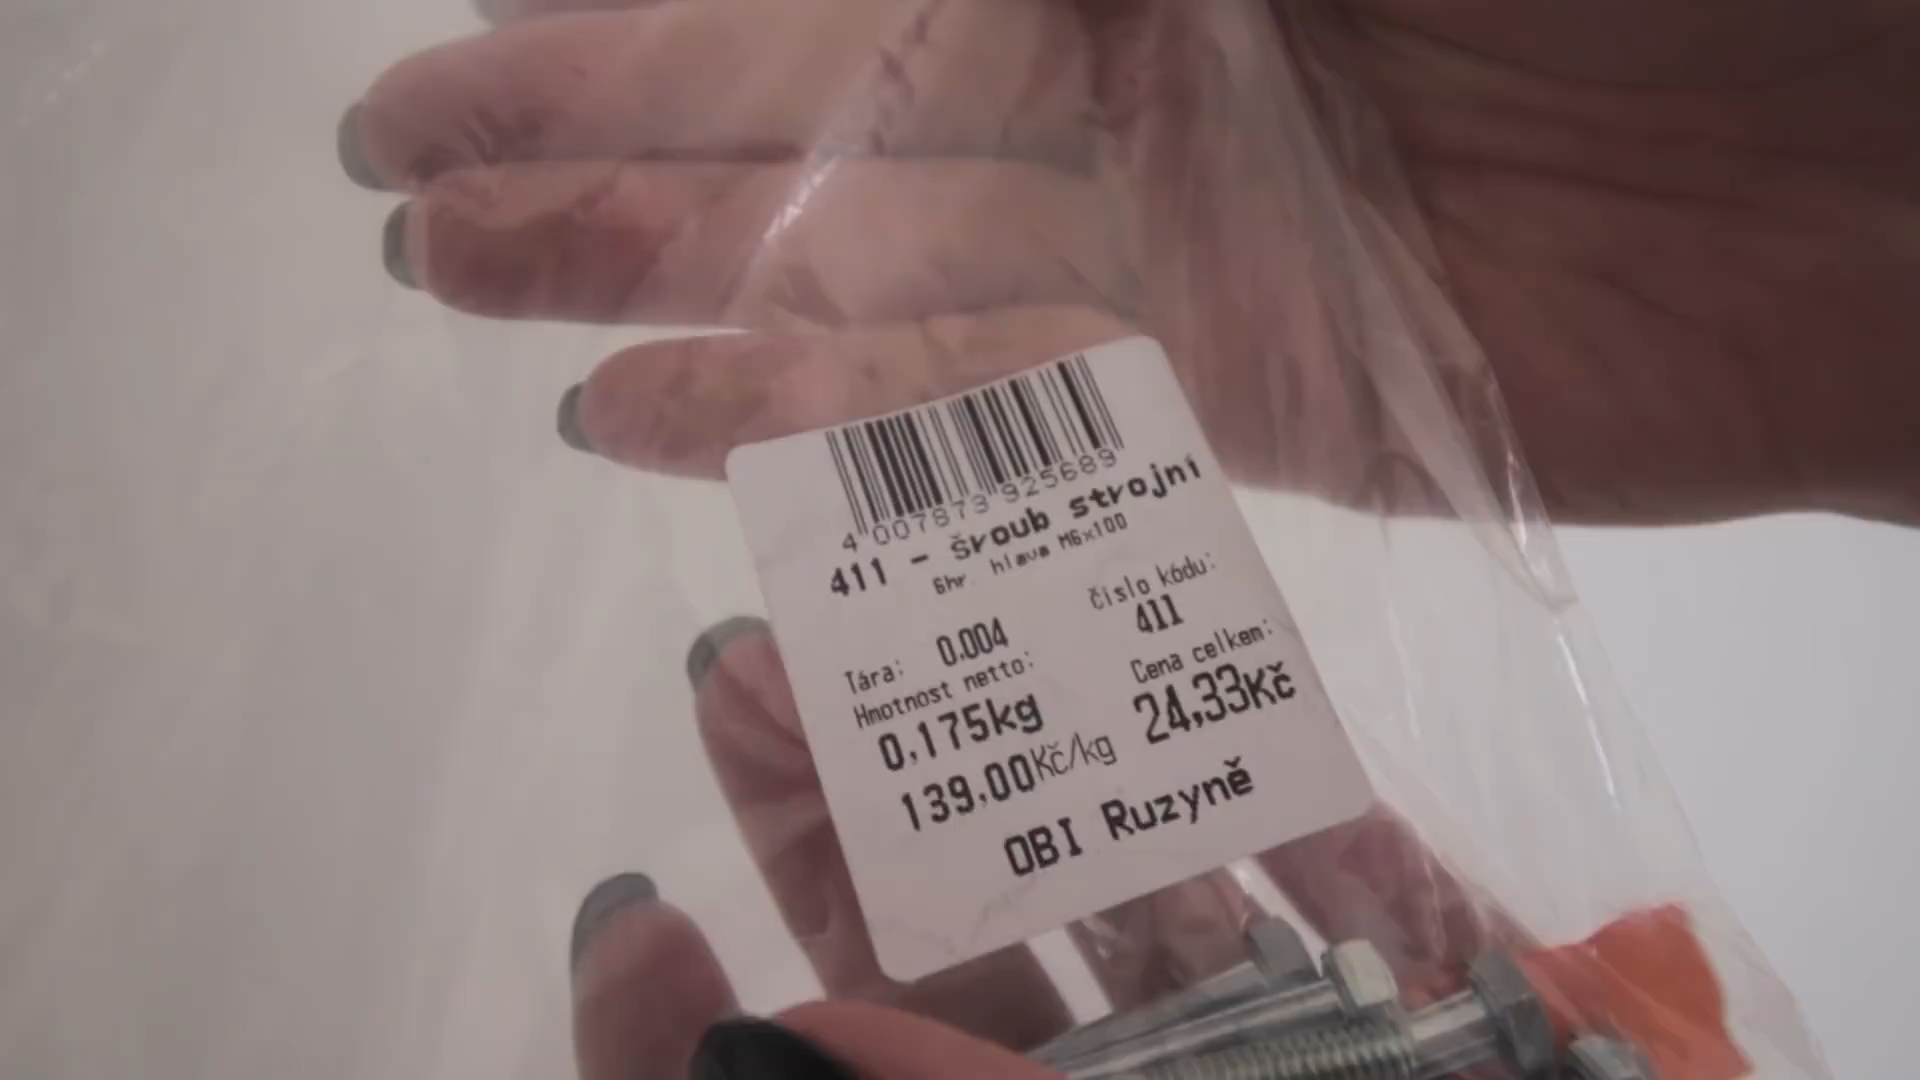 4 007873 925689
411 - šroub strojní
6hr. hlava M6x100
Tára: 0.004
Číslo kódu:
411
Hmotnost netto:
0,175kg
Cena celkem:
24,33Kč
139,00Kč/kg
OBI Ruzyně